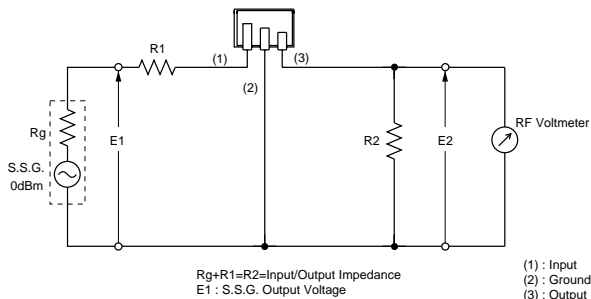 R1
(1)
(3)
(2)
Rg
E1
R2
E2
RF Voltmeter
S.S.G.
0dBm
Rg+R1=R2=Input/Output Impedance
E1 : S.S.G. Output Voltage
(1) : Input
(2) : Ground
(3) : Output